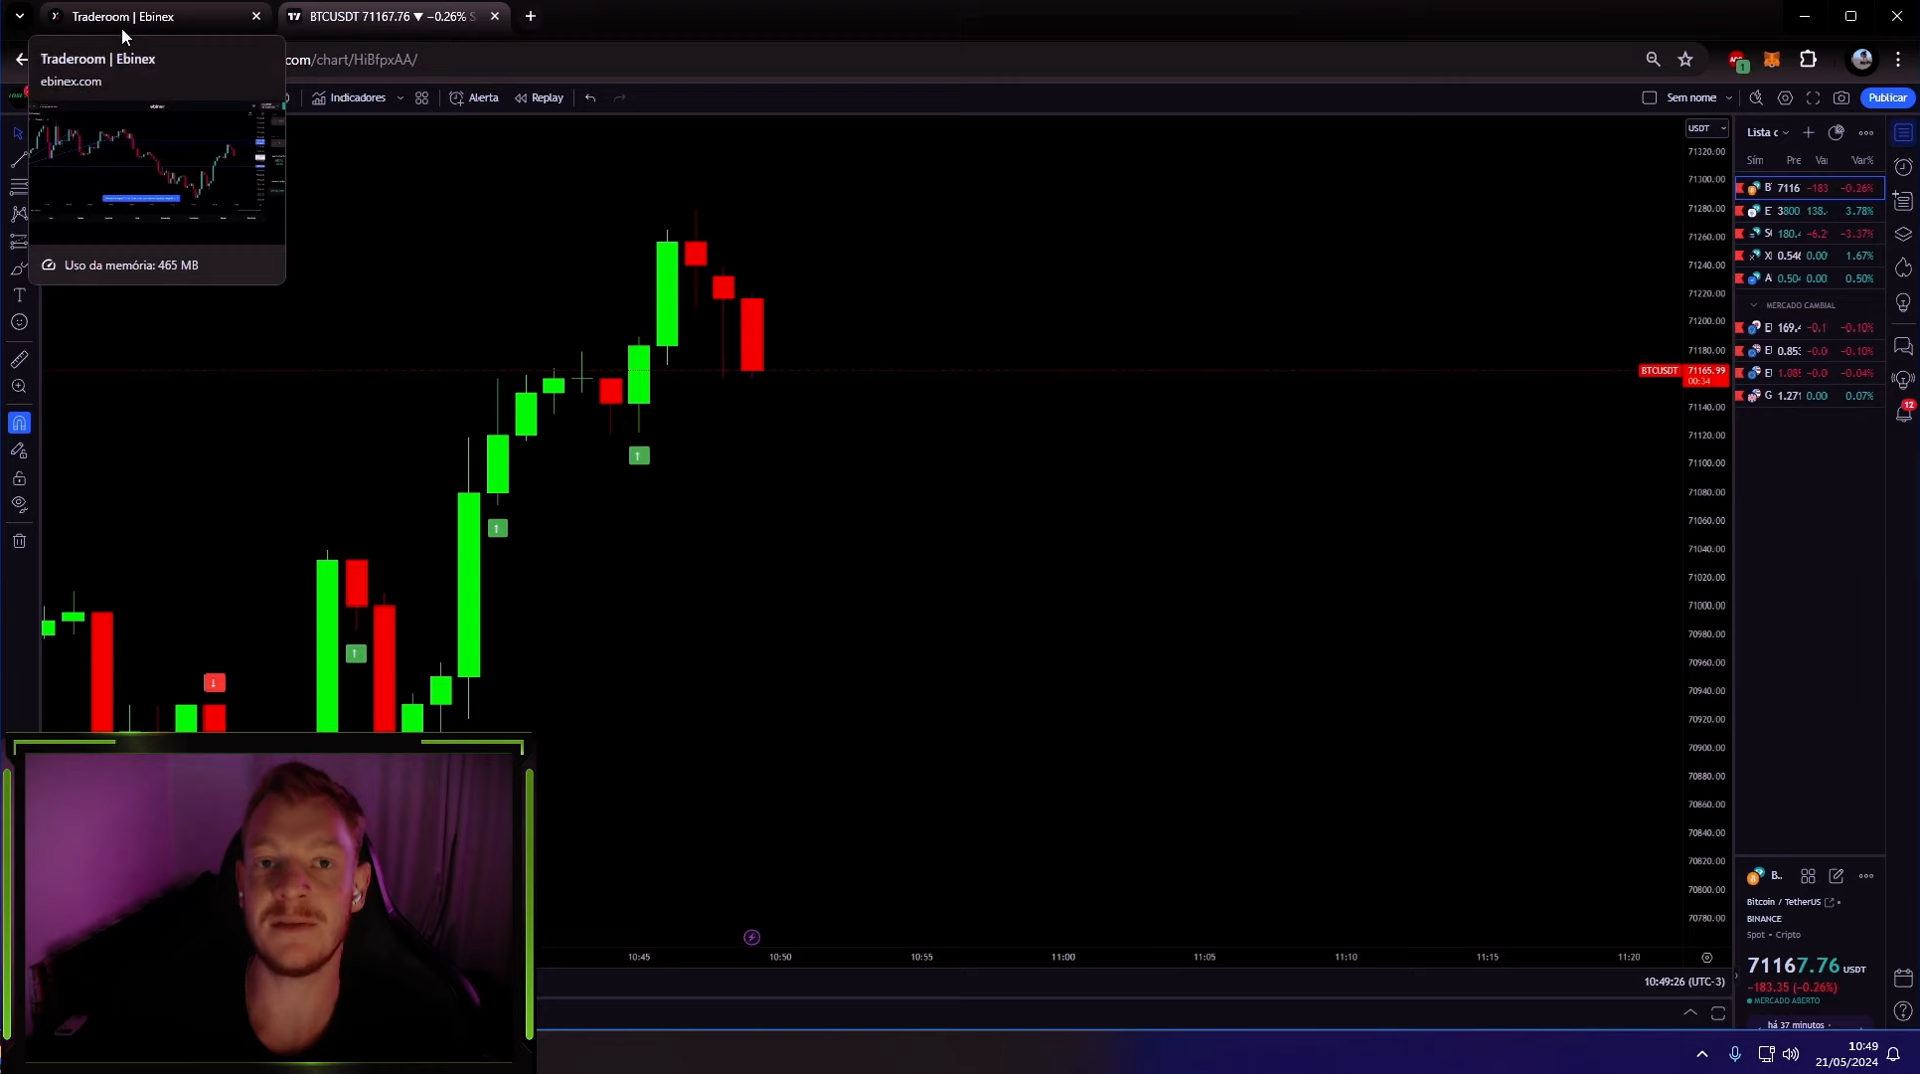 Traderoom | Ebinex
BTCUSDT 71167.76 ▼ −0.26% S
Traderoom | Ebinex
ebinex.com
com/chart/HiBfpxAA/
Indicadores
Alerta
Replay
Sem nome
Publicar
ebinex
Uso da memória: 465 MB
USDT
71320.00
71300.00
71280.00
71260.00
71240.00
71220.00
71200.00
71180.00
BTCUSDT 71165.99
00:34
71140.00
71120.00
71100.00
71080.00
71060.00
71040.00
71020.00
71000.00
70980.00
70960.00
70940.00
70920.00
70900.00
70880.00
70860.00
70840.00
70820.00
70800.00
70780.00
Lista c
Sím Pre Va Var%
7116 −183 −0.26%
E 3800 138. 3.78%
180.4 −6.2 −3.37%
0.546 0.00 1.67%
A 0.504 0.00 0.50%
MERCADO CAMBIAL
169.4 −0.1 −0.10%
0.853 −0.0 −0.10%
−0.0 −0.04%
G 1.271 0.00 0.07%
12
B..
Bitcoin / TetherUS
BINANCE
Spot • Cripto
71167.76 USDT
−183.35 (−0.26%)
MERCADO ABERTO
há 37 minutos
10:45 10:50 10:55 11:00 11:05 11:10 11:15 11:20
10:49:26 (UTC-3)
10:49
21/05/2024